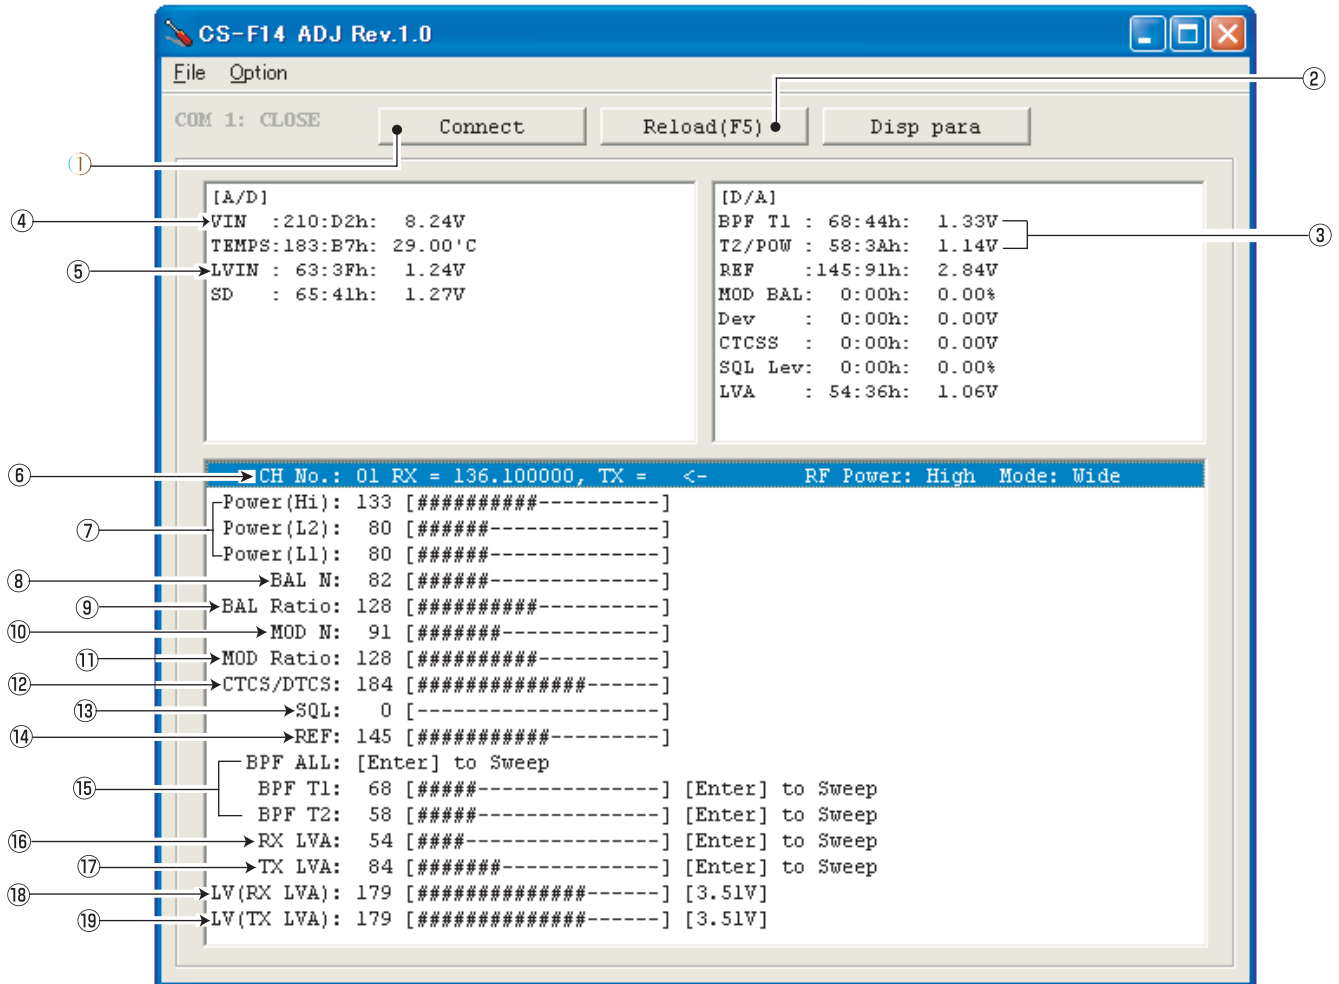 CS-F14 ADJ Rev.1.0
File Option
②
COM 1: CLOSE Connect Reload(F5) Disp para
①
[A/D]
④ VIN :210:D2h: 8.24V
TEMPS:183:B7h: 29.00'C
⑤ LVIN : 63:3Fh: 1.24V
SD : 65:41h: 1.27V
[D/A]
BPF T1 : 68:44h: 1.33V
T2/POW : 58:3Ah: 1.14V
③
REF :145:91h: 2.84V
MOD BAL: 0:00h: 0.00%
Dev : 0:00h: 0.00V
CTCSS : 0:00h: 0.00V
SQL Lev: 0:00h: 0.00%
LVA : 54:36h: 1.06V
⑥ CH No.: 01 RX = 136.100000, TX = <- RF Power: High Mode: Wide
Power(Hi): 133 [##########----------]
⑦ Power(L2): 80 [######--------------]
Power(L1): 80 [######--------------]
⑧ BAL N: 82 [######--------------]
⑨ BAL Ratio: 128 [##########----------]
⑩ MOD N: 91 [#######-------------]
⑪ MOD Ratio: 128 [##########----------]
⑫ CTCS/DTCS: 184 [##############------]
⑬ SQL: 0 [--------------------]
⑭ REF: 145 [###########---------]
BPF ALL: [Enter] to Sweep
⑮ BPF T1: 68 [#####---------------] [Enter] to Sweep
BPF T2: 58 [#####---------------] [Enter] to Sweep
⑯ RX LVA: 54 [####----------------] [Enter] to Sweep
⑰ TX LVA: 84 [#######-------------] [Enter] to Sweep
⑱ LV(RX LVA): 179 [##############------] [3.51V]
⑲ LV(TX LVA): 179 [##############------] [3.51V]